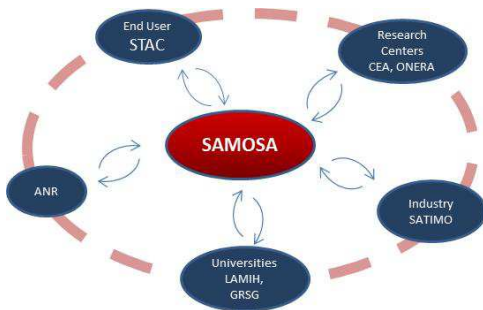 End User
STAC
Research
Centers
CEA, ONERA
SAMOSA
ANR
Industry
SATIMO
Universities
LAMIH,
GRSG